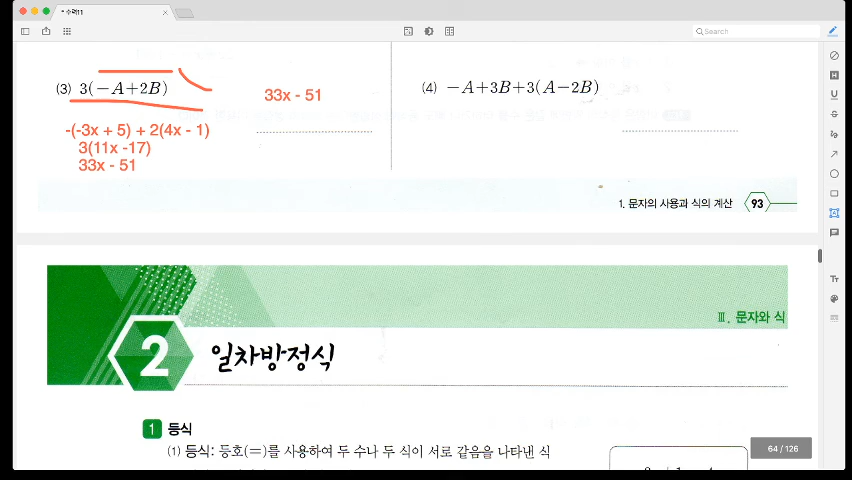 수력11
Search
(3) 3(-A+2B)
33x - 51
(4) -A+3B+3(A-2B)
-(-3x + 5) + 2(4x - 1)
3(11x -17)
33x - 51
1. 문자의 사용과 식의 계산 93
Ⅲ. 문자와 식
2 일차방정식
1 등식
(1) 등식: 등호(=)를 사용하여 두 수나 두 식이 서로 같음을 나타낸 식
64 / 126